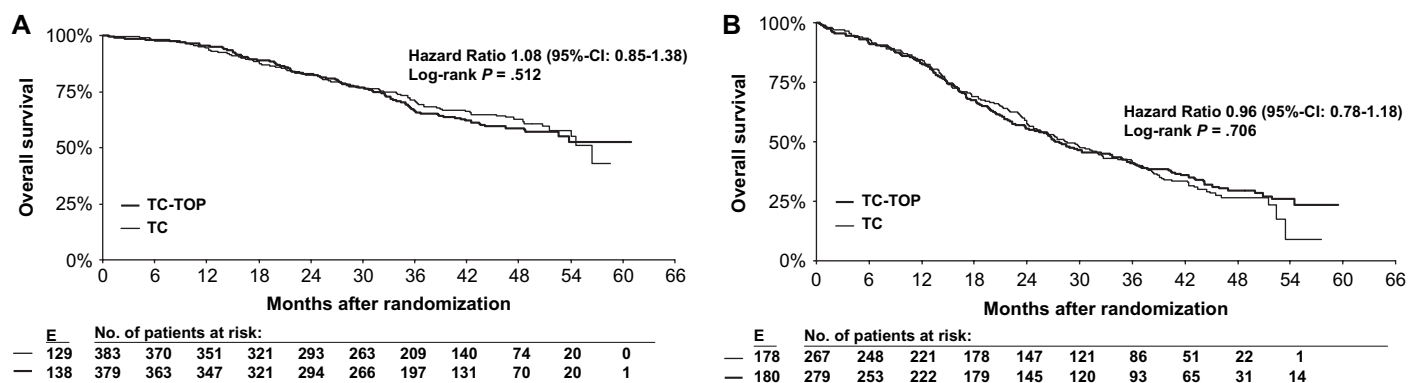 A
100%
75%
50%
25%
0%
Overall survival
Hazard Ratio 1.08 (95%-CI: 0.85-1.38)
Log-rank P = .512
TC-TOP
TC
0 6 12 18 24 30 36 42 48 54 60 66
Months after randomization
E No. of patients at risk:
129 383 370 351 321 293 263 209 140 74 20 0
138 379 363 347 321 294 266 197 131 70 20 1
B
100%
75%
50%
25%
0%
Overall survival
Hazard Ratio 0.96 (95%-CI: 0.78-1.18)
Log-rank P = .706
TC-TOP
TC
0 6 12 18 24 30 36 42 48 54 60 66
Months after randomization
E No. of patients at risk:
178 267 248 221 178 147 121 86 51 22 1
180 279 253 222 179 145 120 93 65 31 14